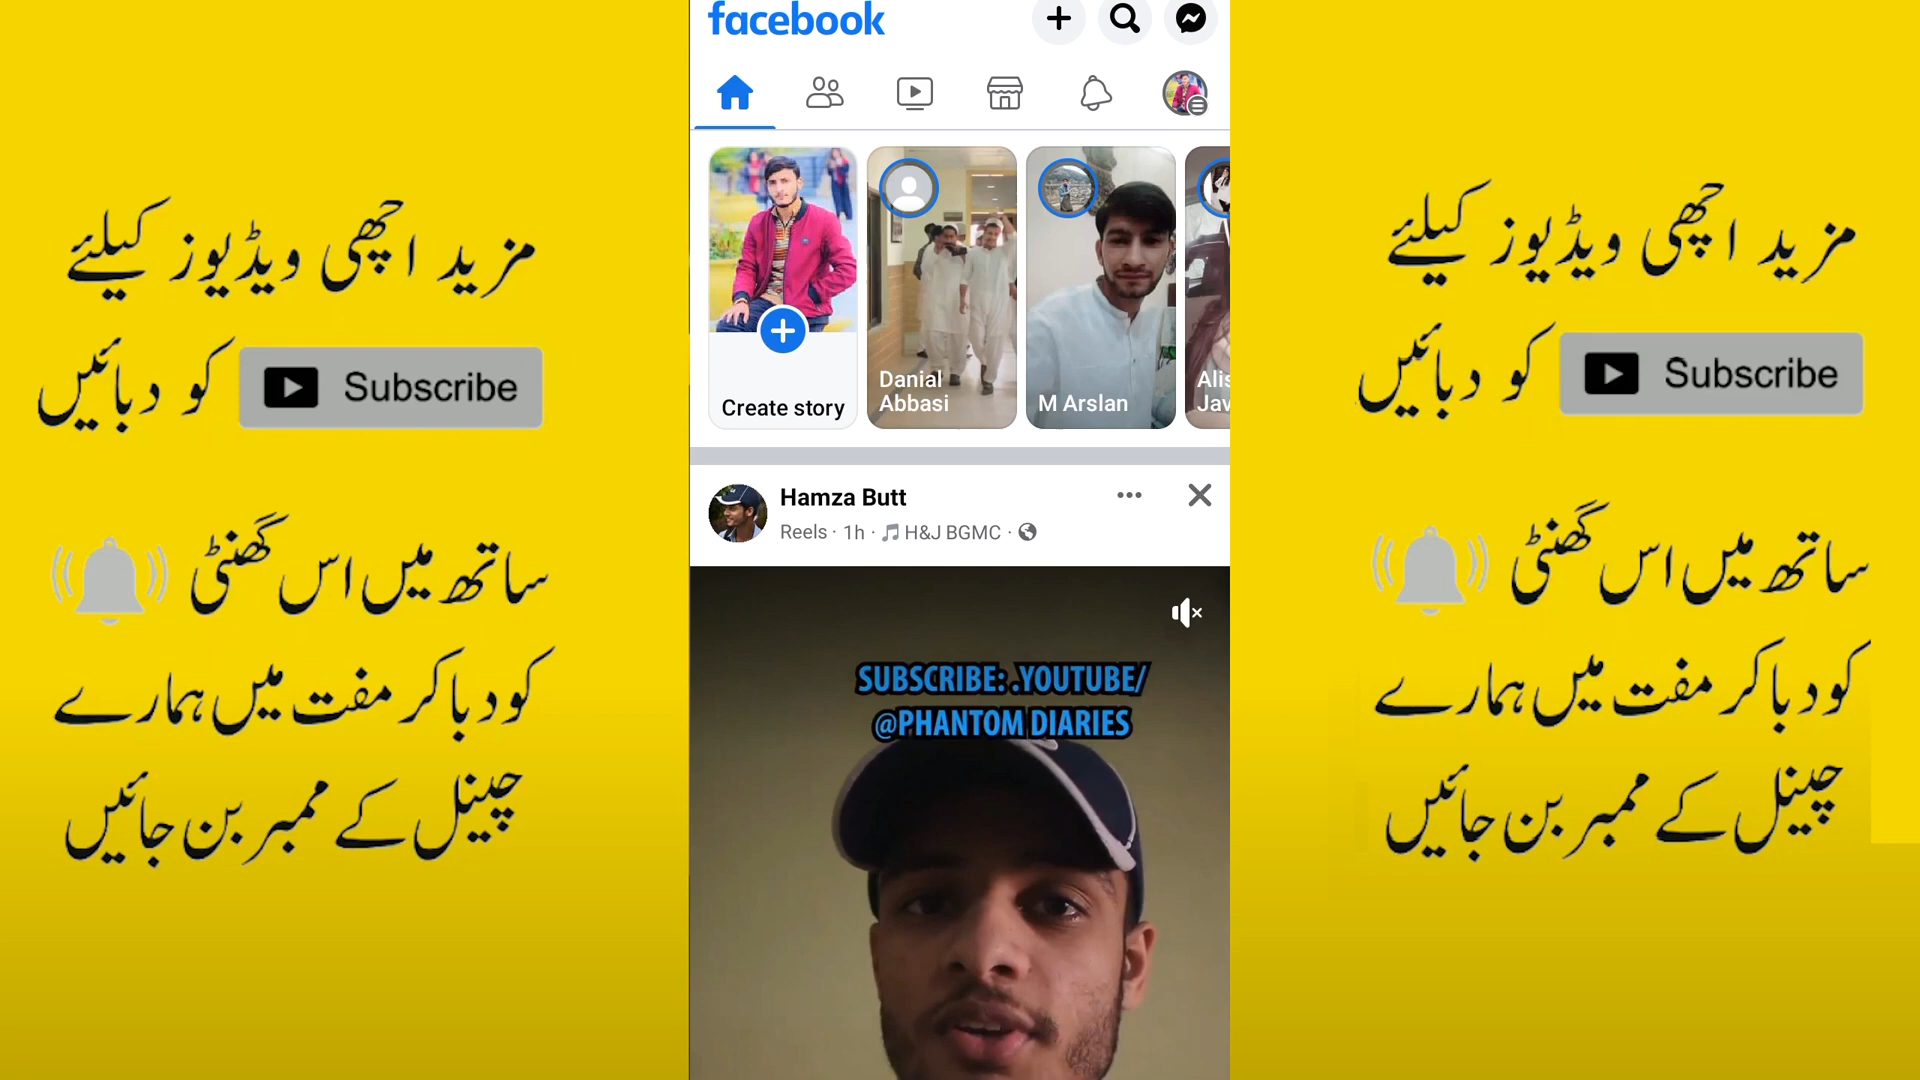 مزید اچھی ویڈیوز کیلئے
کو دبائیں Subscribe
ساتھ میں اس گھنٹی
کو دبا کر مفت میں ہمارے
چینل کے ممبر بن جائیں
facebook
Create story
Danial
Abbasi
M Arslan
Alis
Jav
Hamza Butt
Reels · 1h · H&J BGMC ·
SUBSCRIBE: .YOUTUBE/
@PHANTOM DIARIES
مزید اچھی ویڈیوز کیلئے
کو دبائیں Subscribe
ساتھ میں اس گھنٹی
کو دبا کر مفت میں ہمارے
چینل کے ممبر بن جائیں